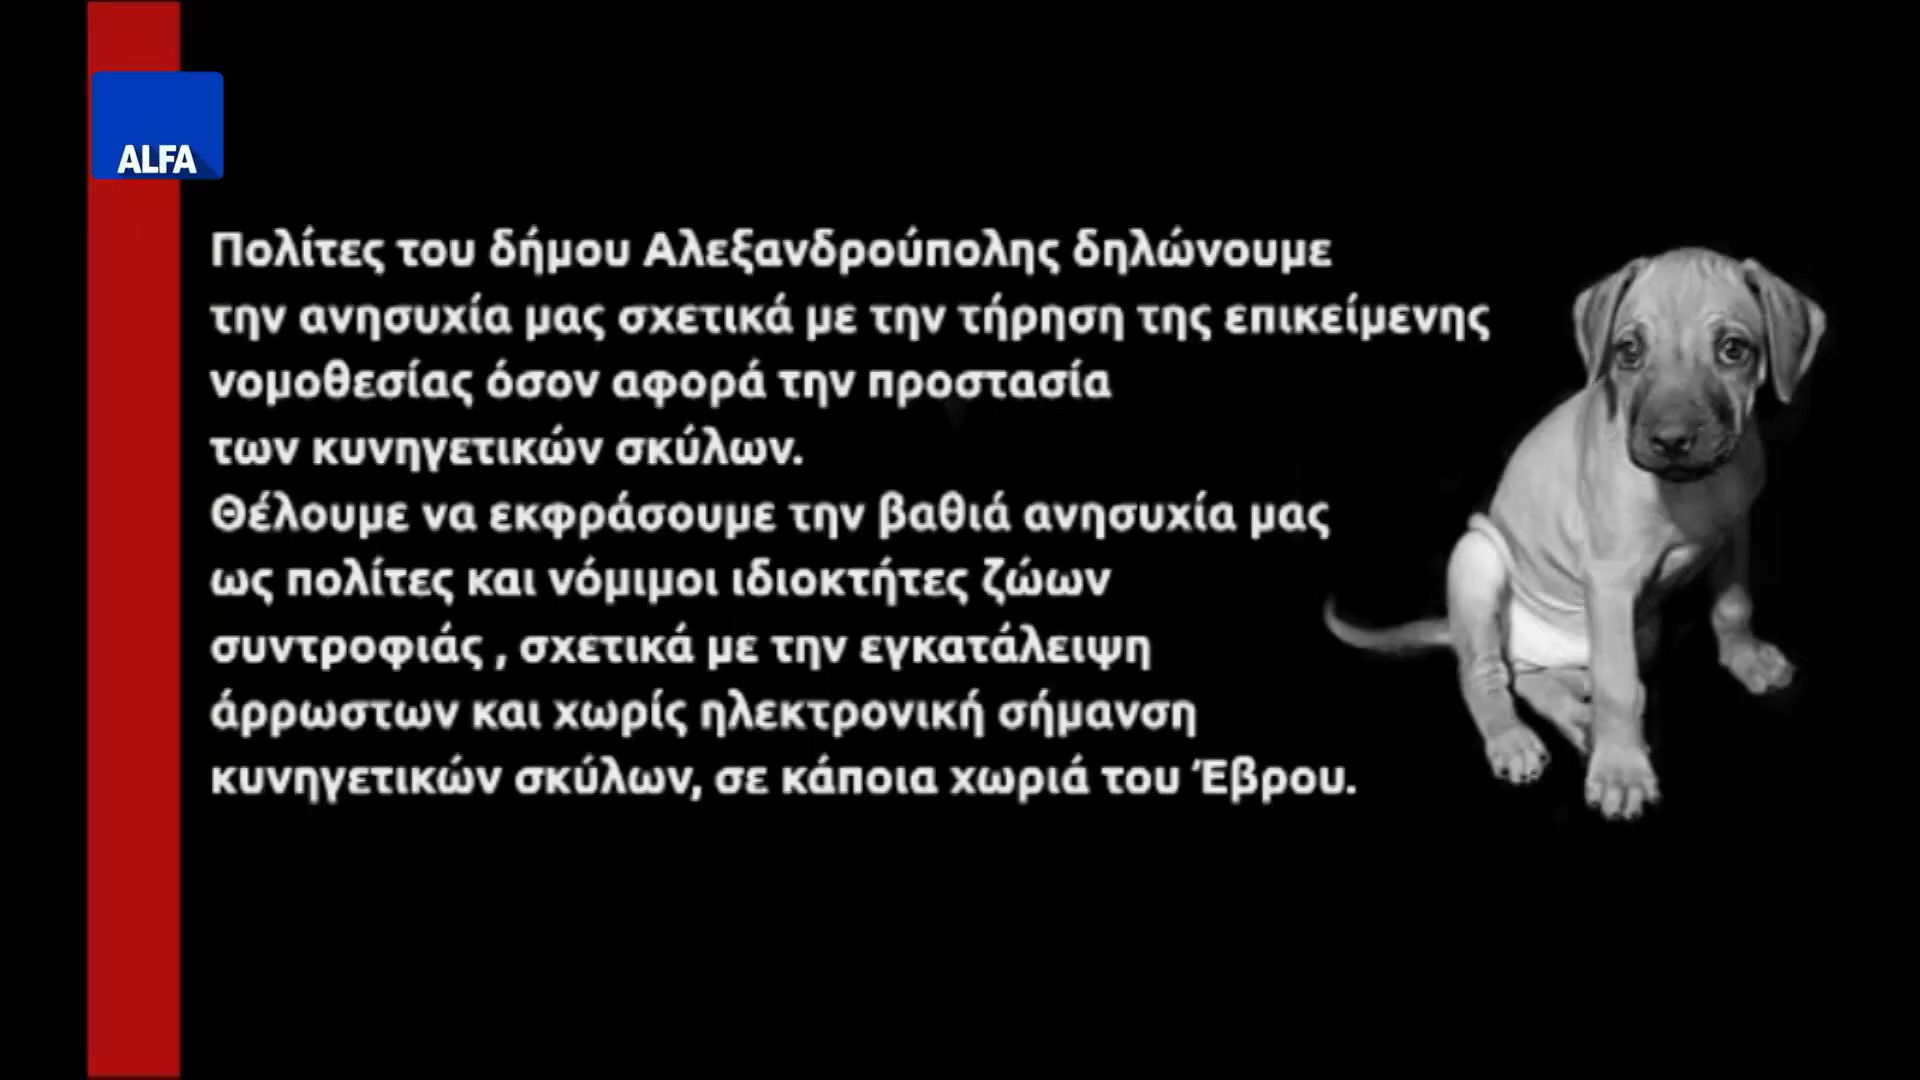 ALFA
Πολίτες του δήμου Αλεξανδρούπολης δηλώνουμε
την ανησυχία μας σχετικά με την τήρηση της επικείμενης
νομοθεσίας όσον αφορά την προστασία
των κυνηγετικών σκύλων.
Θέλουμε να εκφράσουμε την βαθιά ανησυχία μας
ως πολίτες και νόμιμοι ιδιοκτήτες ζώων
συντροφιάς , σχετικά με την εγκατάλειψη
άρρωστων και χωρίς ηλεκτρονική σήμανση
κυνηγετικών σκύλων, σε κάποια χωριά του Έβρου.